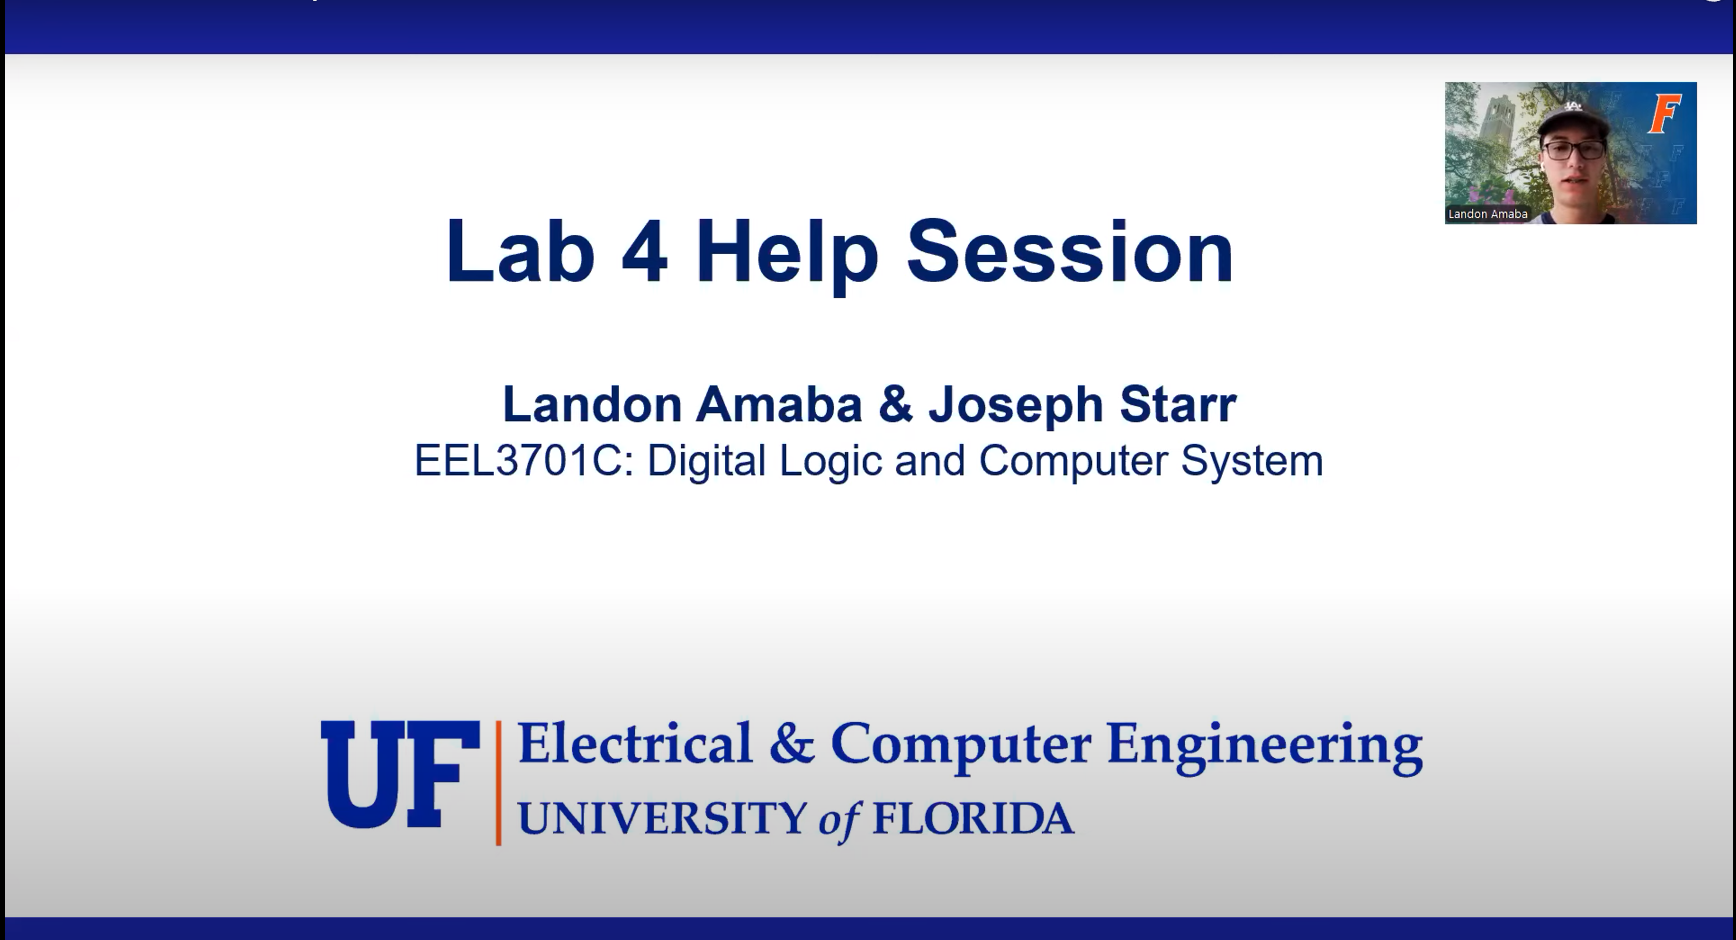 LA
F
Landon Amaba
Lab 4 Help Session
Landon Amaba & Joseph Starr
EEL3701C: Digital Logic and Computer System
UF
Electrical & Computer Engineering
UNIVERSITY of FLORIDA